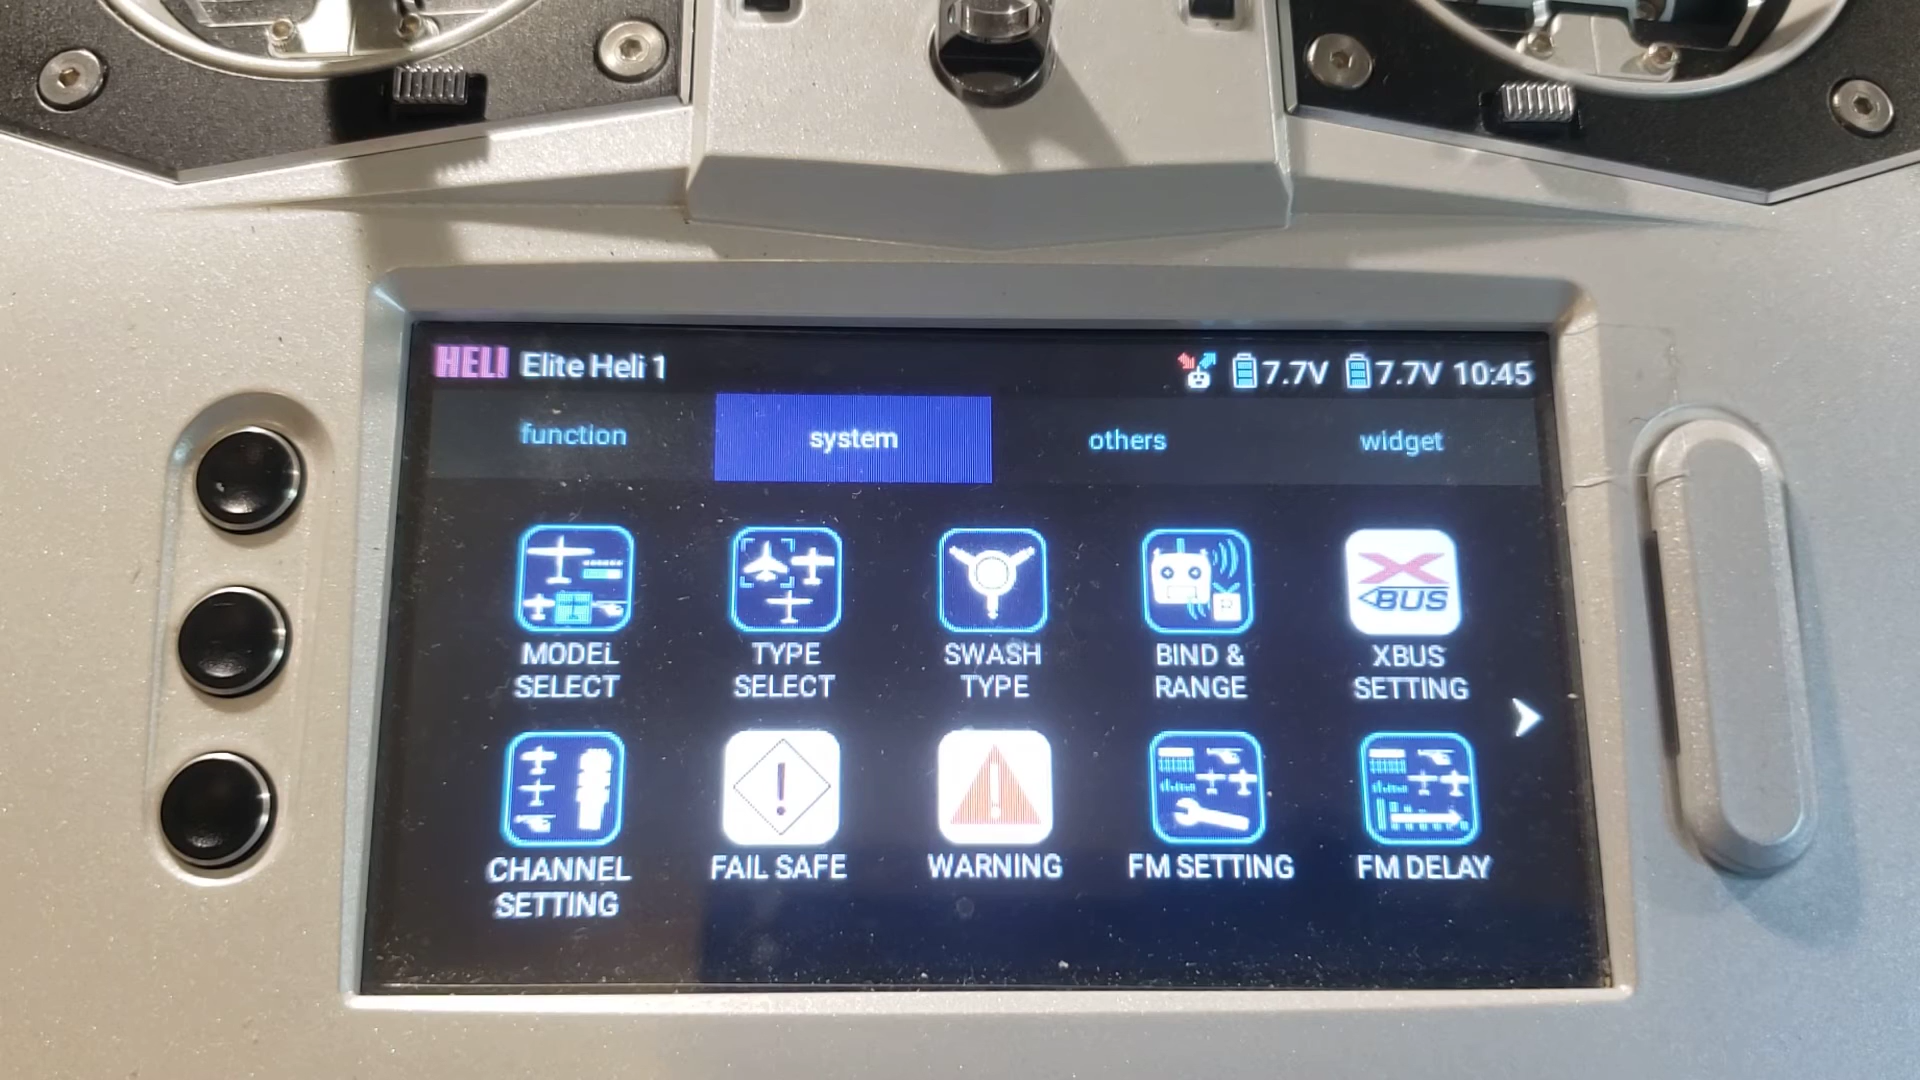 HELI Elite Heli 1 7.7V 7.7V 10:45
function system others widget
MODEL SELECT
TYPE SELECT
SWASH TYPE
BIND & RANGE
XBUS
XBUS SETTING
CHANNEL SETTING
FAIL SAFE
WARNING
FM SETTING
FM DELAY